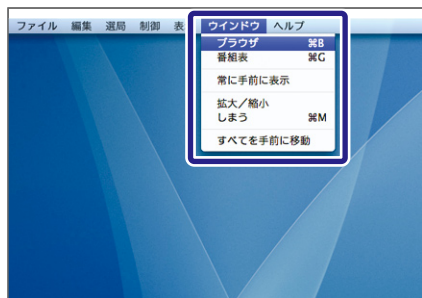 ファイル 編集 選局 制御 表 ウインドウ ヘルプ
ブラウザ ⌘B
番組表 ⌘G
常に手前に表示
拡大／縮小
しまう ⌘M
すべてを手前に移動